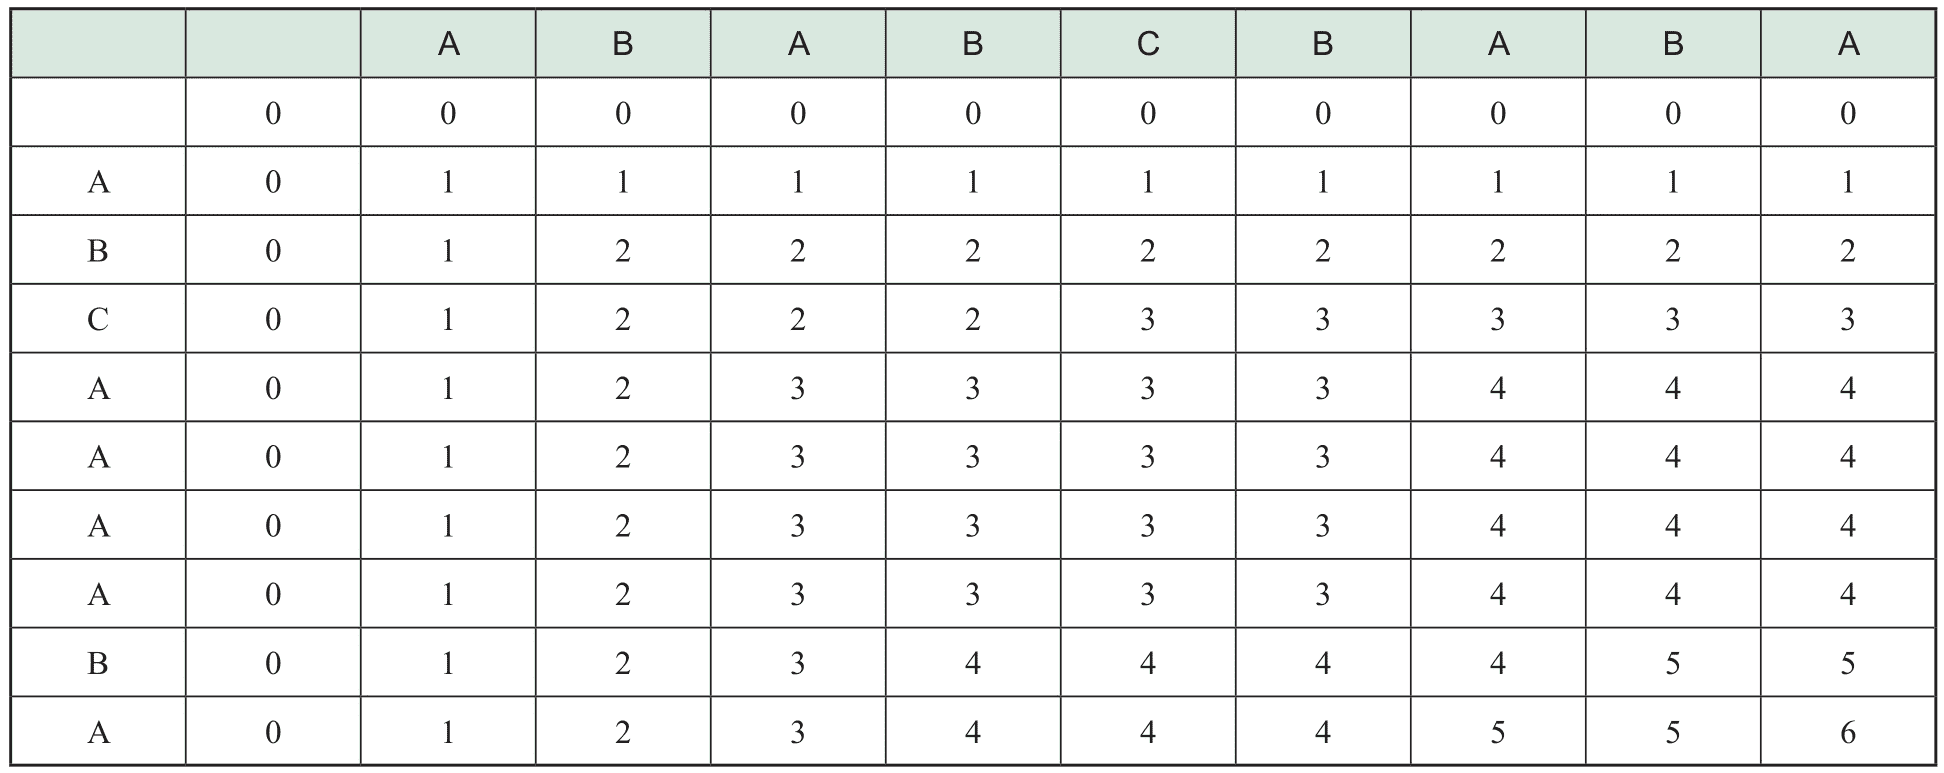 A B A B C B A B A
0 0 0 0 0 0 0 0 0 0
A 0 1 1 1 1 1 1 1 1 1
B 0 1 2 2 2 2 2 2 2 2
C 0 1 2 2 2 3 3 3 3 3
A 0 1 2 3 3 3 3 4 4 4
A 0 1 2 3 3 3 3 4 4 4
A 0 1 2 3 3 3 3 4 4 4
A 0 1 2 3 3 3 3 4 4 4
B 0 1 2 3 4 4 4 4 5 5
A 0 1 2 3 4 4 4 5 5 6